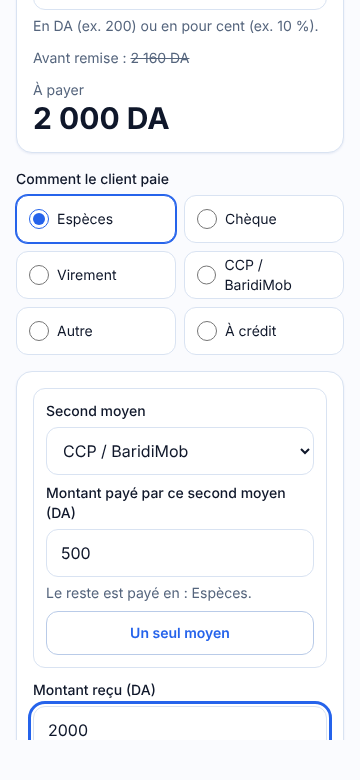 En DA (ex. 200) ou en pour cent (ex. 10 %).
Avant remise : 2 160 DA
À payer
2 000 DA
Comment le client paie
Espèces
Chèque
Virement
CCP /
BaridiMob
Autre
À crédit
Second moyen
CCP / BaridiMob
Montant payé par ce second moyen
(DA)
500
Le reste est payé en : Espèces.
Un seul moyen
Montant reçu (DA)
2000